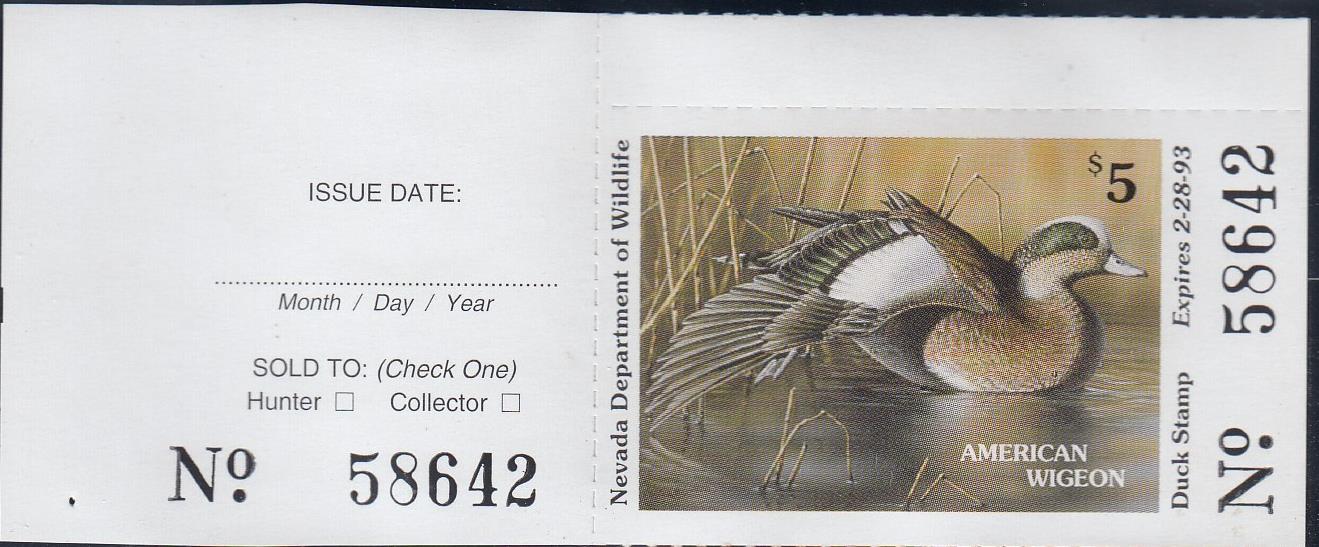 ISSUE DATE:
Month / Day / Year
SOLD TO: (Check One)
Hunter ☐ Collector ☐
Nº 58642
Nevada Department of Wildlife
$5
AMERICAN
WIGEON
Duck Stamp Expires 2-28-93
Nº 58642